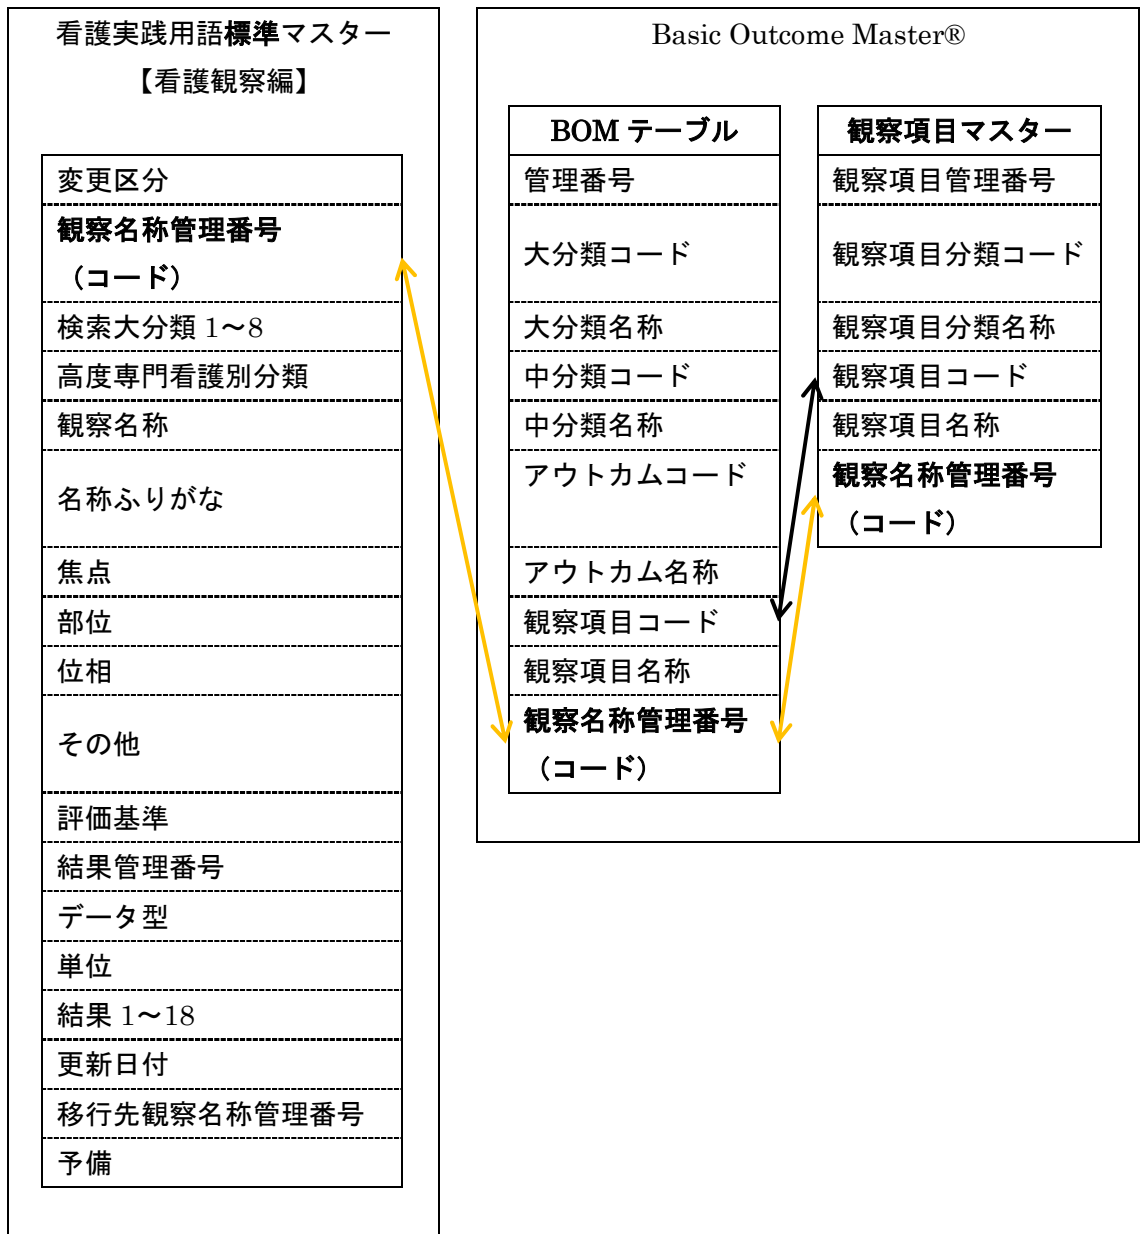 看護実践用語標準マスター
【看護観察編】
変更区分
観察名称管理番号
（コード）
検索大分類 1～8
高度専門看護別分類
観察名称
名称ふりがな
焦点
部位
位相
その他
評価基準
結果管理番号
データ型
単位
結果 1～18
更新日付
移行先観察名称管理番号
予備
Basic Outcome Master®
BOM テーブル
管理番号
大分類コード
大分類名称
中分類コード
中分類名称
アウトカムコード
アウトカム名称
観察項目コード
観察項目名称
観察名称管理番号
（コード）
観察項目マスター
観察項目管理番号
観察項目分類コード
観察項目分類名称
観察項目コード
観察項目名称
観察名称管理番号
（コード）